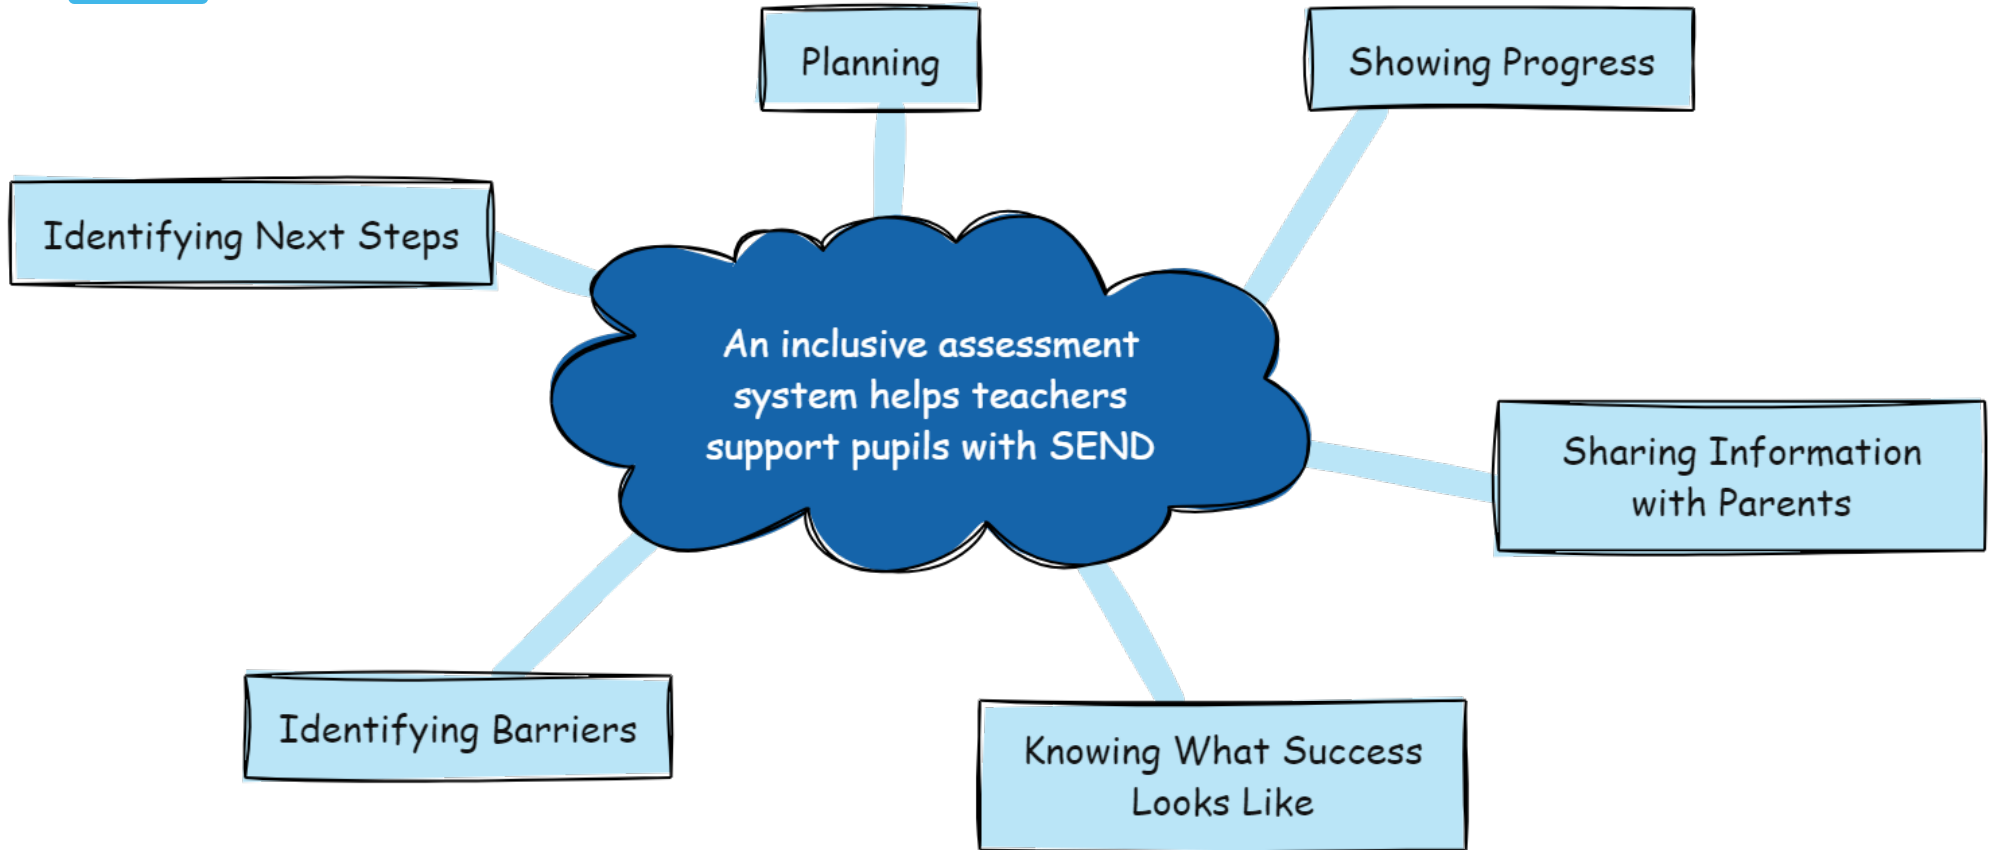 Planning
Showing Progress
Identifying Next Steps
An inclusive assessment
system helps teachers
support pupils with SEND
Sharing Information
with Parents
Identifying Barriers
Knowing What Success
Looks Like